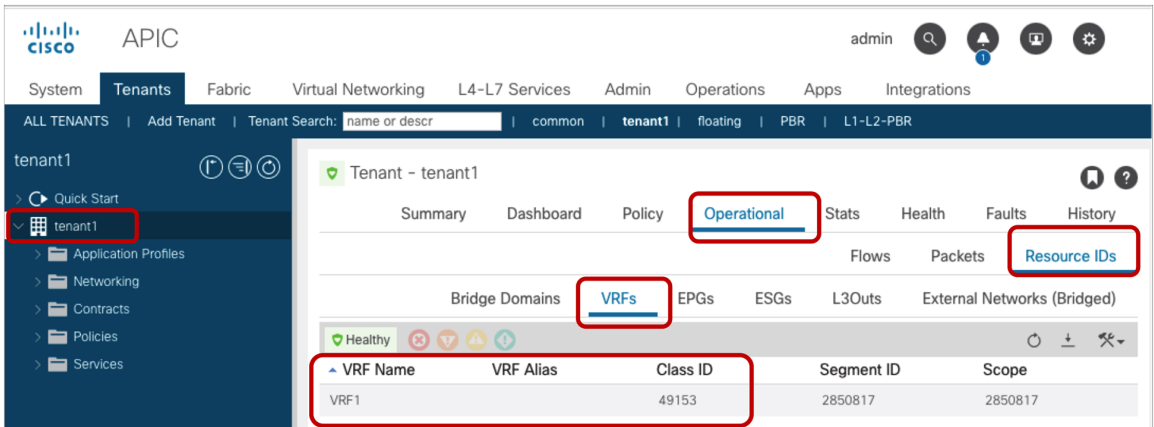 CISCO APIC admin
1
System Tenants Fabric Virtual Networking L4-L7 Services Admin Operations Apps Integrations
ALL TENANTS | Add Tenant | Tenant Search: name or descr | common | tenant1 | floating | PBR | L1-L2-PBR
tenant1
Quick Start
tenant1
Application Profiles
Networking
Contracts
Policies
Services
Tenant - tenant1
Summary Dashboard Policy Operational Stats Health Faults History
Flows Packets Resource IDs
Bridge Domains VRFs EPGs ESGs L3Outs External Networks (Bridged)
Healthy
VRF Name VRF Alias Class ID Segment ID Scope
VRF1 49153 2850817 2850817